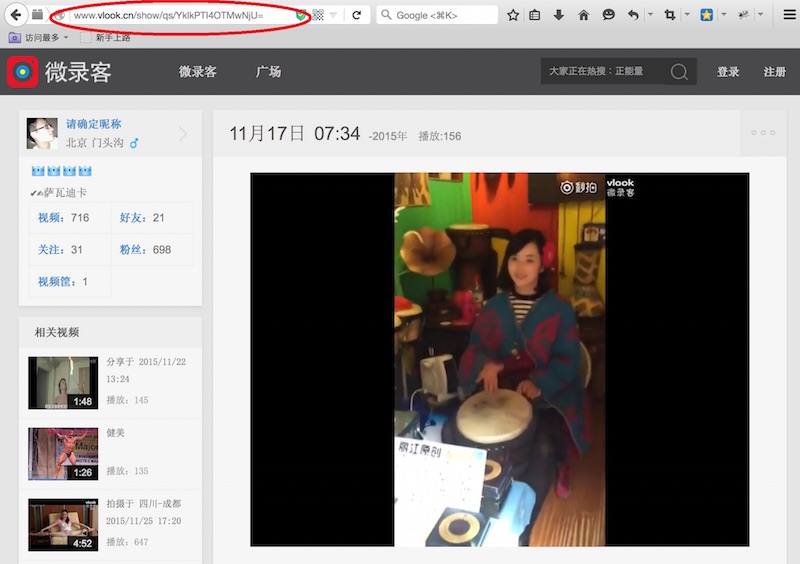 www.vlook.cn/show/qs/YklkPTI4OTMwNjU=
Google <⌘K>
访问最多
新手上路
微录客
微录客
广场
大家正在热搜：正能量
登录
注册
请确定昵称
北京 门头沟
萨瓦迪卡
视频：716
好友：21
关注：31
粉丝：698
视频筐：1
11月17日 07:34 -2015年 播放:156
秒拍
vlook
微录客
丽江原创
相关视频
分享于 2015/11/22
13:24
播放：145
1:48
健美
播放：135
1:26
拍摄于 四川-成都
2015/11/25 17:20
播放：647
vlook
4:52